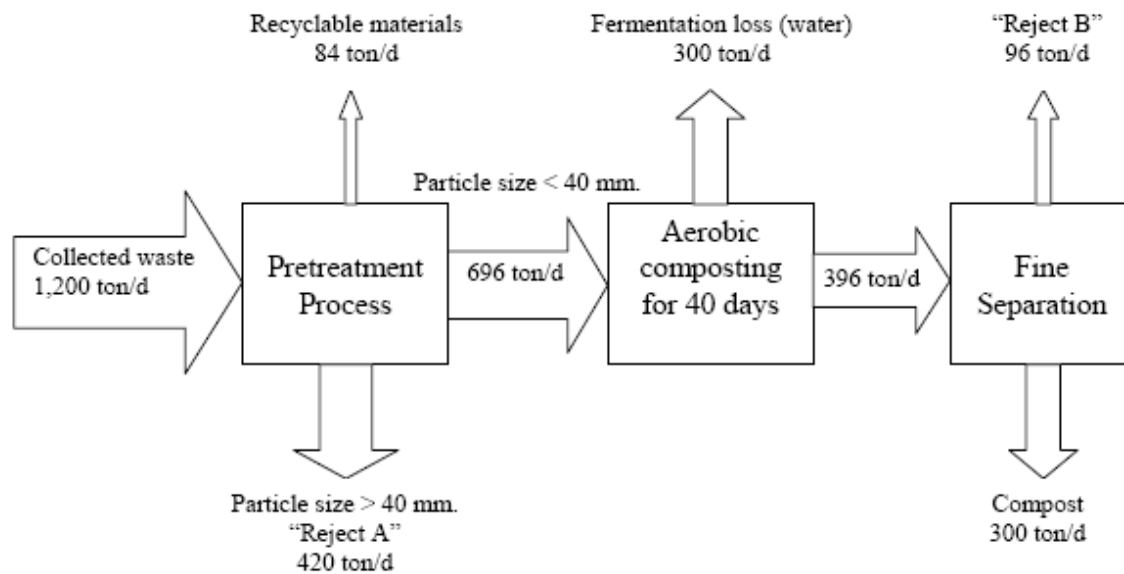 Recyclable materials
84 ton/d
Fermentation loss (water)
300 ton/d
“Reject B”
96 ton/d
Particle size < 40 mm.
Collected waste
1,200 ton/d
Pretreatment
Process
696 ton/d
Aerobic
composting
for 40 days
396 ton/d
Fine
Separation
Particle size > 40 mm.
“Reject A”
420 ton/d
Compost
300 ton/d